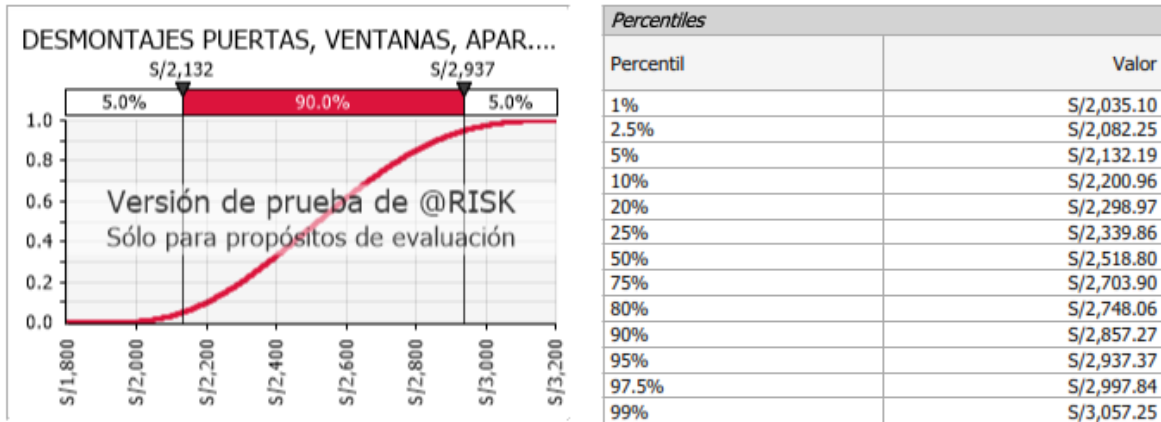 DESMONTAJES PUERTAS, VENTANAS, APAR....
S/2,132 S/2,937
5.0% 90.0% 5.0%
1.0
0.8
0.6
0.4
0.2
0.0
Versión de prueba de @RISK
Sólo para propósitos de evaluación
S/1,800 S/2,000 S/2,200 S/2,400 S/2,600 S/2,800 S/3,000 S/3,200
Percentiles
Percentil Valor
1% S/2,035.10
2.5% S/2,082.25
5% S/2,132.19
10% S/2,200.96
20% S/2,298.97
25% S/2,339.86
50% S/2,518.80
75% S/2,703.90
80% S/2,748.06
90% S/2,857.27
95% S/2,937.37
97.5% S/2,997.84
99% S/3,057.25